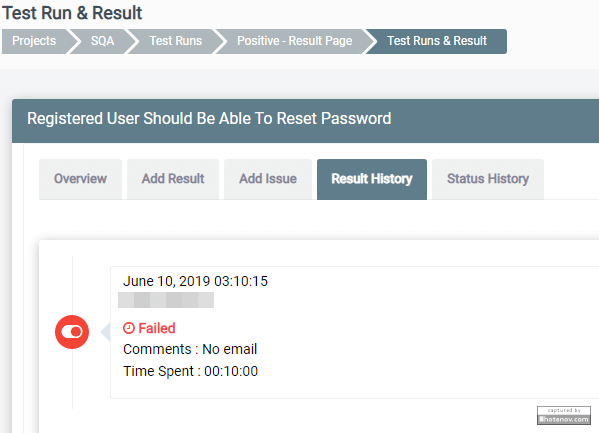 Test Run & Result
Projects SQA Test Runs Positive - Result Page Test Runs & Result
Registered User Should Be Able To Reset Password
Overview Add Result Add Issue Result History Status History
June 10, 2019 03:10:15
Failed
Comments : No email
Time Spent : 00:10:00
captured by
Hotanov.com